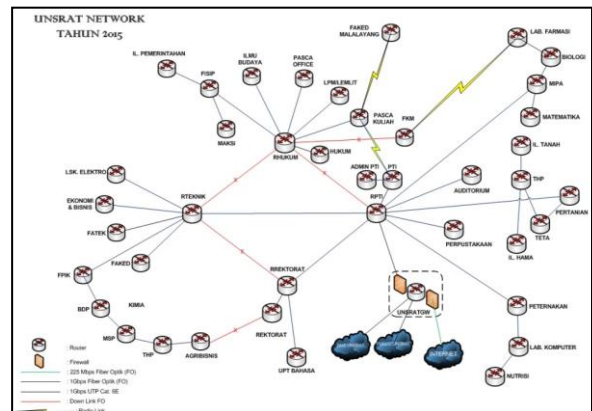 UNSRAT NETWORK
TAHUN 2015
FAKED
MALALAYANG
LAB. FARMASI
IL. PEMERINTAHAN
ILMU
BUDAYA
PASCA
OFFICE
BIOLOGI
FISIP
LPM/LEMLIT
MIPA
PASCA
KULIAH
FKM
MAKSI
HUKUM
RHUKUM
MATEMATIKA
IL. TANAH
LSK. ELEKTRO
ADMIN PTI
PTI
RTEKNIK
RPTI
AUDITORIUM
THP
EKONOMI
& BISNIS
PERTANIAN
FATEK
PERPUSTAKAAN
TETA
FAKED
IL. HAMA
FPIK
RREKTORAT
BDP
KIMIA
UNSRATGW
PETERNAKAN
MSP
REKTORAT
THP
AGRIBISNIS
UPT BAHASA
LAB. KOMPUTER
NUTRISI
: Router
: Firewall
: 225 Mbps Fiber Optik (FO)
: 1Gbps Fiber Optik (FO)
: 1Gbps UTP Cat. 5E
: Down Link FO